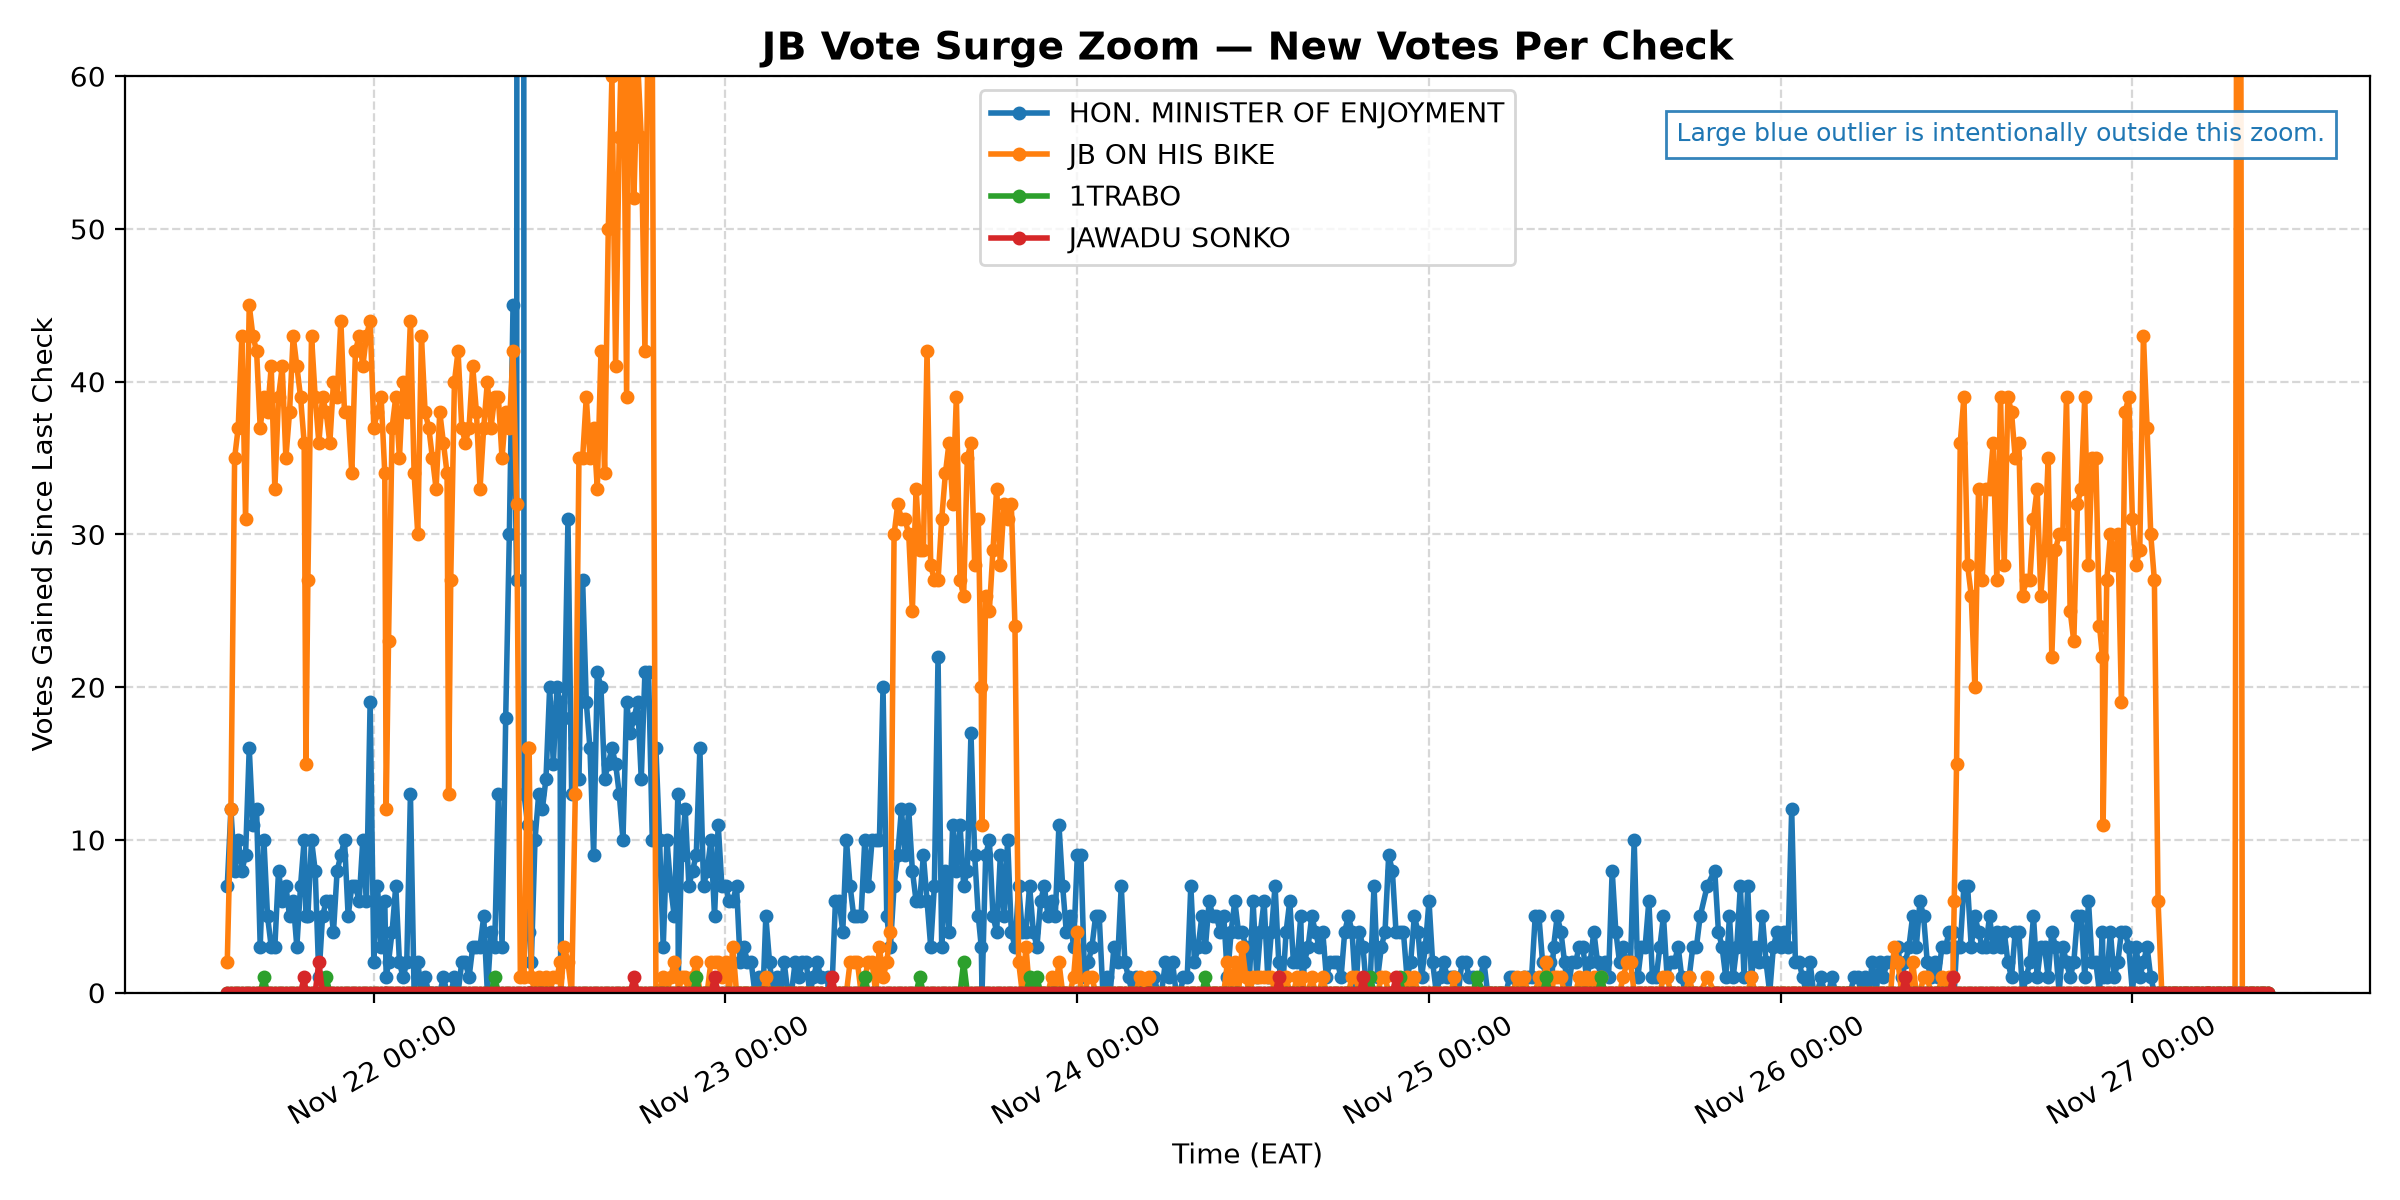 JB Vote Surge Zoom — New Votes Per Check
60
50
40
30
20
10
0
Votes Gained Since Last Check
HON. MINISTER OF ENJOYMENT
JB ON HIS BIKE
1TRABO
JAWADU SONKO
Large blue outlier is intentionally outside this zoom.
Nov 22 00:00
Nov 23 00:00
Nov 24 00:00
Nov 25 00:00
Nov 26 00:00
Nov 27 00:00
Time (EAT)